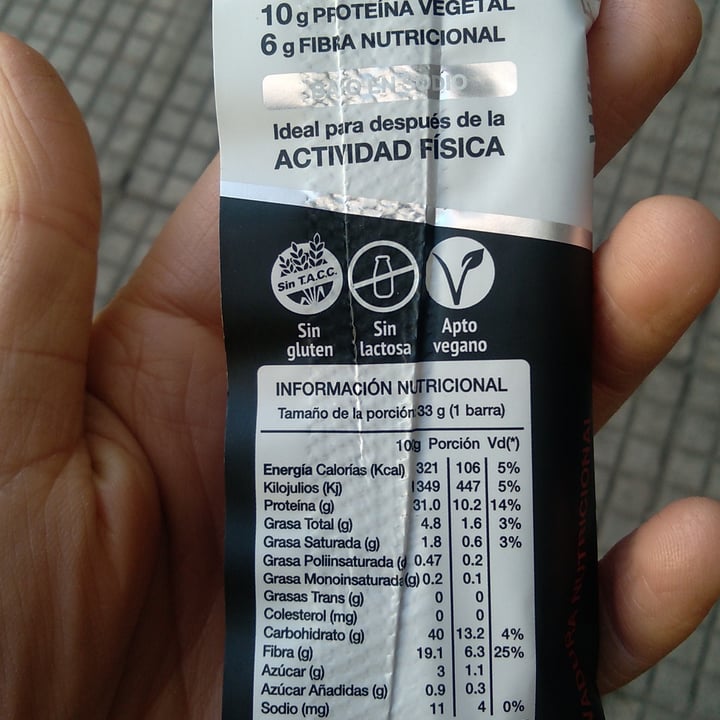 10 g PROTEÍNA VEGETAL
6 g FIBRA NUTRICIONAL
BAJO EN SODIO
Ideal para después de la
ACTIVIDAD FÍSICA
Sin T.A.C.C.
Sin gluten
Sin lactosa
Apto vegano
INFORMACIÓN NUTRICIONAL
Tamaño de la porción 33 g (1 barra)
Porción Vd(*)
Energía Calorías (Kcal) 321 106 5%
Kilojulios (Kj) 1349 447 5%
Proteína (g) 31.0 10.2 14%
Grasa Total (g) 4.8 1.6 3%
Grasa Saturada (g) 1.8 0.6 3%
Grasa Poliinsaturada (g 0.47 0.2
Grasa Monoinsaturada (g) 0.2 0.1
Grasas Trans (g) 0 0
Colesterol (mg) 0 0
Carbohidrato (g) 40 13.2 4%
Fibra (g) 19.1 6.3 25%
Azúcar (g) 3 1.1
Azúcar Añadidas (g) 0.9 0.3
Sodio (mg) 11 4 0%
NUTRICIONAL